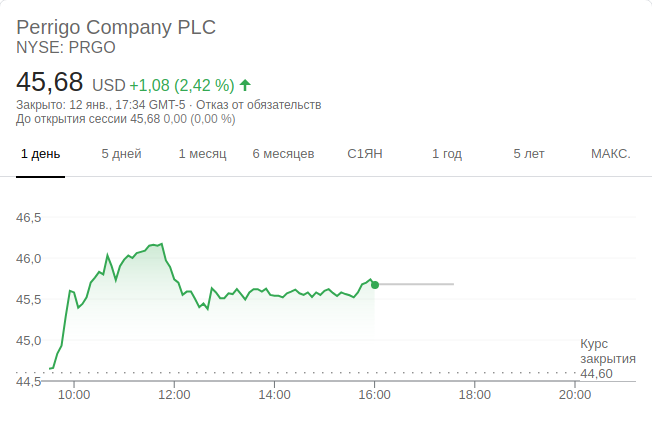 Perrigo Company PLC
NYSE: PRGO
45,68 USD +1,08 (2,42 %)
Закрыто: 12 янв., 17:34 GMT-5 · Отказ от обязательств
До открытия сессии 45,68 0,00 (0,00 %)
1 день 5 дней 1 месяц 6 месяцев С1ЯН 1 год 5 лет МАКС.
46,5
46,0
45,5
45,0
Курс
закрытия
44,60
44,5
10:00 12:00 14:00 16:00 18:00 20:00